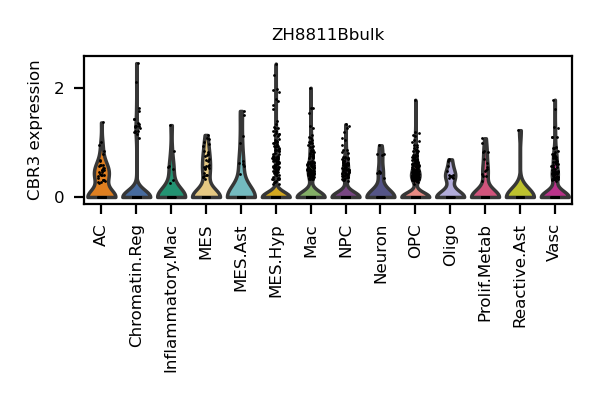 ZH8811Bbulk
CBR3 expression
2
0
AC
Chromatin.Reg
Inflammatory.Mac
MES
MES.Ast
MES.Hyp
Mac
NPC
Neuron
OPC
Oligo
Prolif.Metab
Reactive.Ast
Vasc